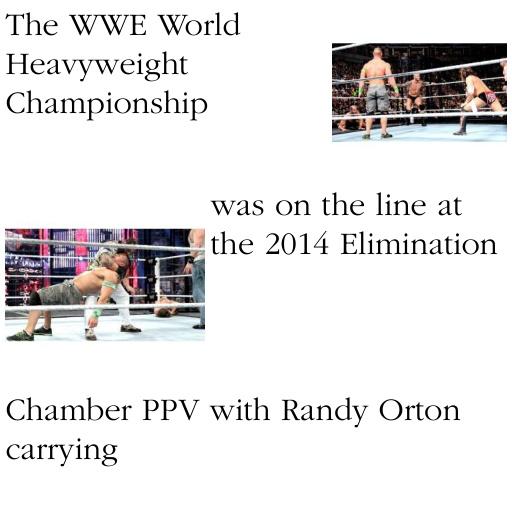 The WWE World
Heavyweight
Championship
was on the line at
the 2014 Elimination
Chamber PPV with Randy Orton
carrying